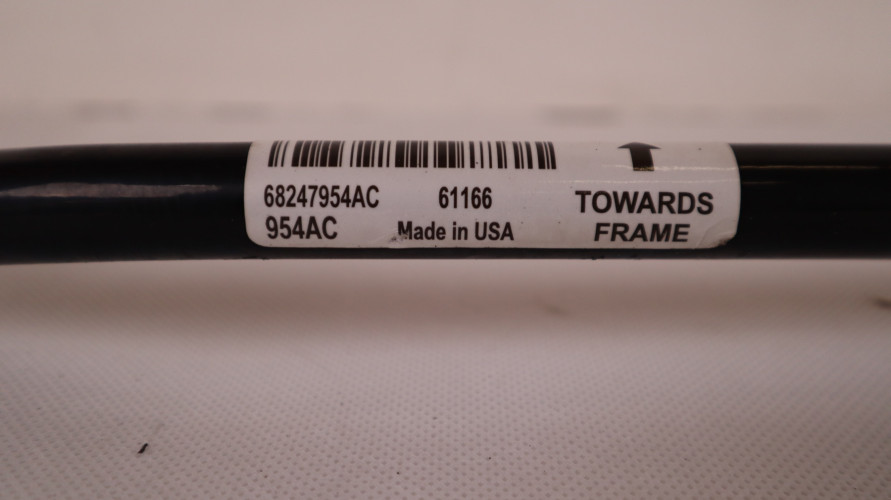 68247954AC 61166
954AC Made in USA
TOWARDS
FRAME